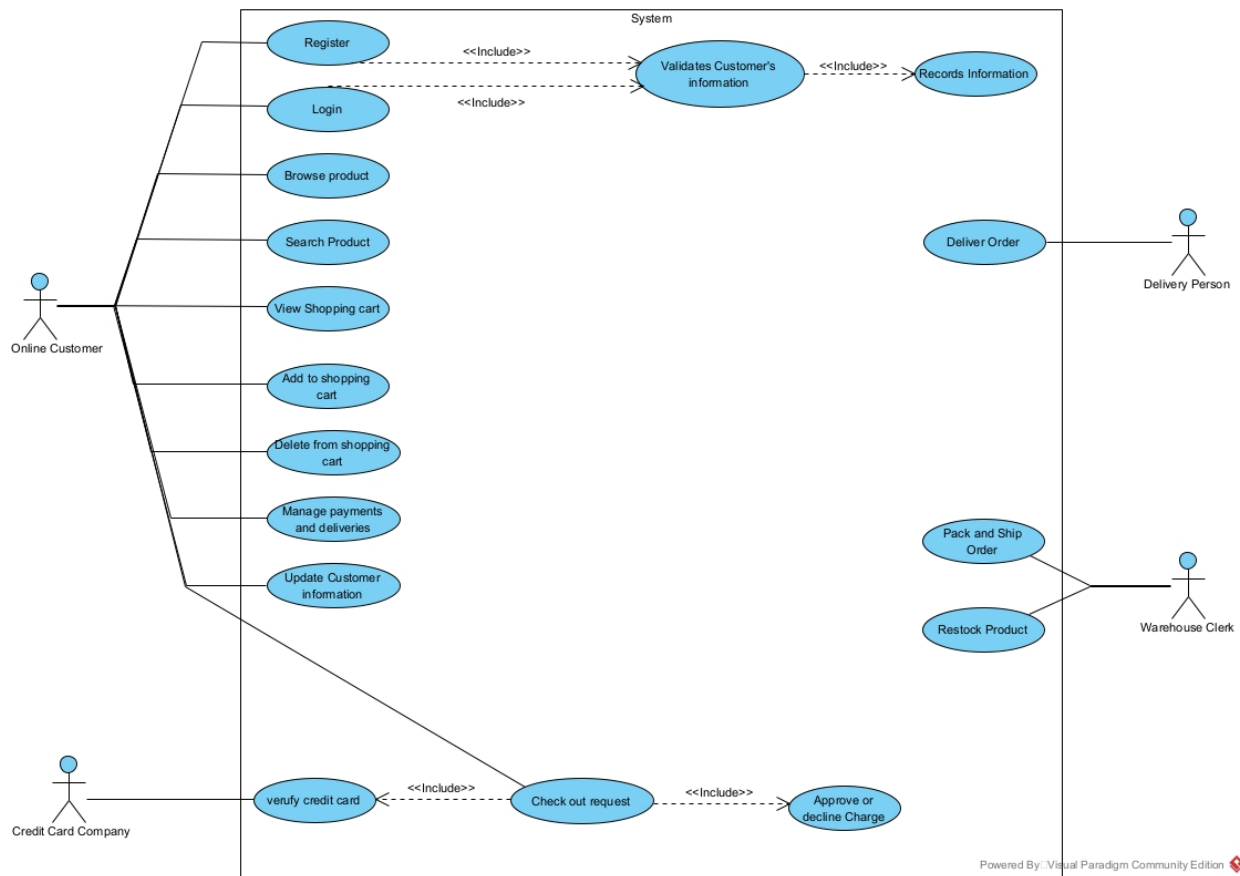 System
Register
<<Include>>
Validates Customer's
information
<<Include>>
Records Information
Login
<<Include>>
Browse product
Search Product
Deliver Order
Delivery Person
View Shopping cart
Online Customer
Add to shopping
cart
Delete from shopping
cart
Manage payments
and deliveries
Pack and Ship
Order
Update Customer
information
Restock Product
Warehouse Clerk
verufy credit card
<<Include>>
Check out request
<<Include>>
Approve or
decline Charge
Credit Card Company
Powered By Visual Paradigm Community Edition